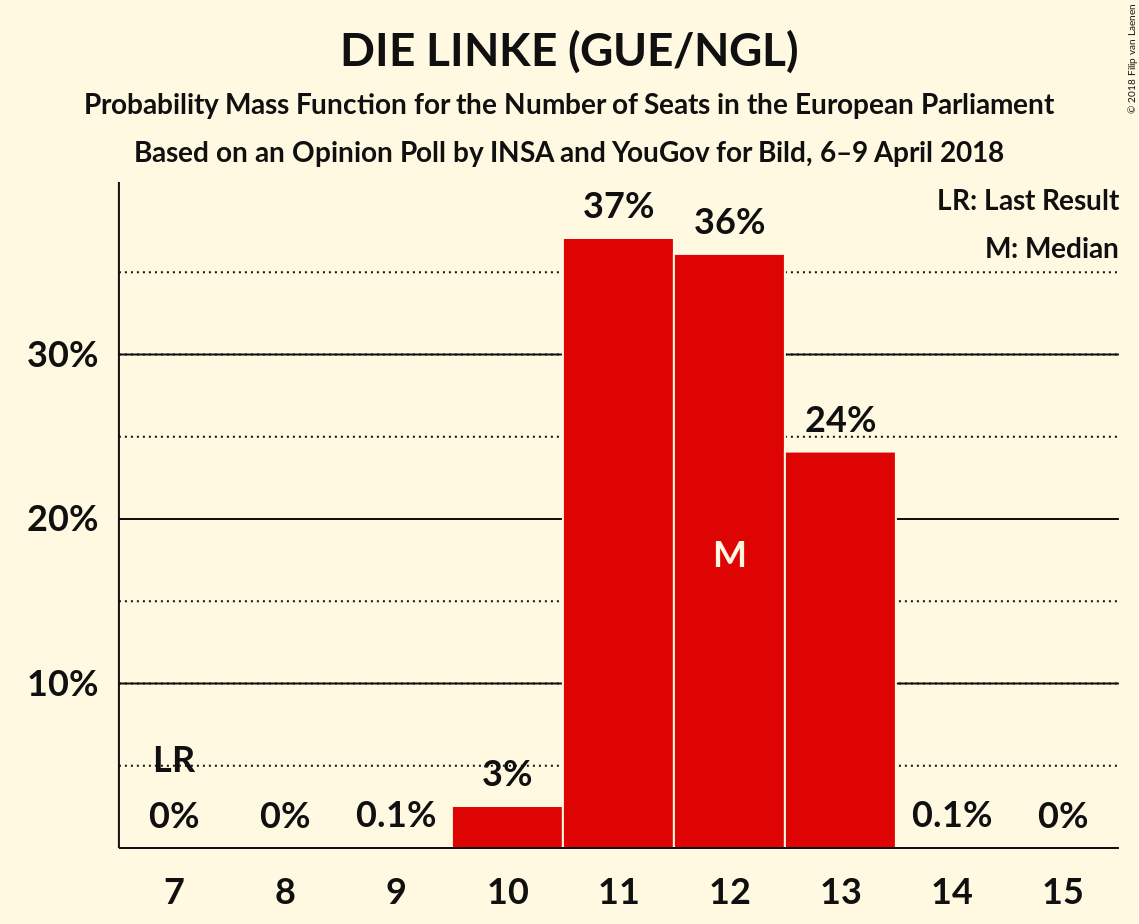 DIE LINKE (GUE/NGL)
Probability Mass Function for the Number of Seats in the European Parliament
Based on an Opinion Poll by INSA and YouGov for Bild, 6–9 April 2018
© 2018 Filip van Laenen
LR: Last Result
M: Median
37%
36%
30%
24%
20%
M
10%
LR
3%
0%
0%
0.1%
0.1%
0%
7 8 9 10 11 12 13 14 15